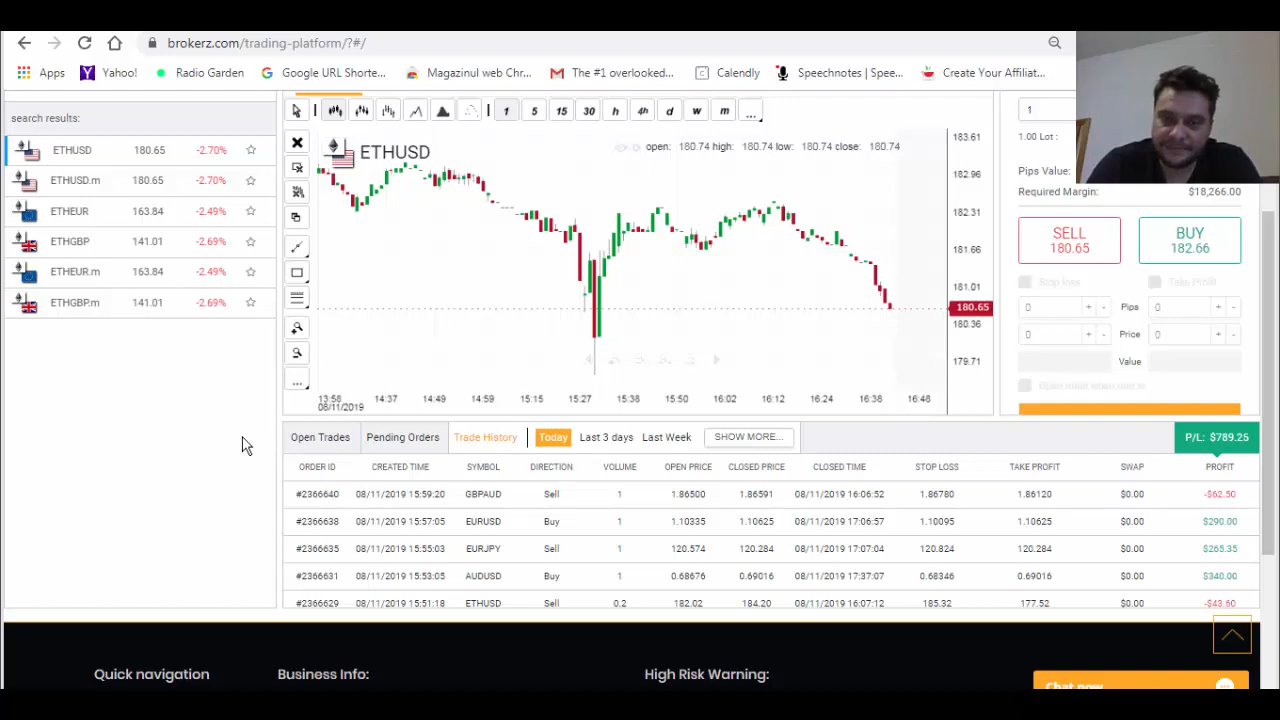 brokerz.com/trading-platform/?#/
Apps Yahoo! Radio Garden Google URL Shorte... Magazinul web Chr... The #1 overlooked... Calendly Speechnotes | Spee... Create Your Affiliat...
search results:
ETHUSD 180.65 -2.70%
ETHUSD.m 180.65 -2.70%
ETHEUR 163.84 -2.49%
ETHGBP 141.01 -2.69%
ETHEUR.m 163.84 -2.49%
ETHGBP.m 141.01 -2.69%
1 5 15 30 h 4h d w m ...
ETHUSD
open: 180.74 high: 180.74 low: 180.74 close: 180.74
183.61
182.96
182.31
181.66
181.01
180.65
180.36
179.71
13:58 14:37 14:49 14:59 15:15 15:27 15:38 15:50 16:02 16:12 16:24 16:38 16:48
08/11/2019
1
1.00 Lot :
Pips Value:
Required Margin: $18,266.00
SELL BUY
180.65 182.66
Stop loss Take Profit
0 + - Pips 0 + -
0 + - Price 0 + -
Value
Open Trades Pending Orders Trade History Today Last 3 days Last Week SHOW MORE... P/L: $789.25
ORDER ID CREATED TIME SYMBOL DIRECTION VOLUME OPEN PRICE CLOSED PRICE CLOSED TIME STOP LOSS TAKE PROFIT SWAP PROFIT
#2366640 08/11/2019 15:59:20 GBPAUD Sell 1 1.86500 1.86591 08/11/2019 16:06:52 1.86780 1.86120 $0.00 -$62.50
#2366638 08/11/2019 15:57:05 EURUSD Buy 1 1.10335 1.10625 08/11/2019 17:06:57 1.10095 1.10625 $0.00 $290.00
#2366635 08/11/2019 15:55:03 EURJPY Sell 1 120.574 120.284 08/11/2019 17:07:04 120.824 120.284 $0.00 $265.35
#2366631 08/11/2019 15:53:05 AUDUSD Buy 1 0.68676 0.69016 08/11/2019 17:37:07 0.68346 0.69016 $0.00 $340.00
#2366629 08/11/2019 15:51:18 ETHUSD Sell 0.2 182.02 184.20 08/11/2019 16:07:12 185.32 177.52 $0.00 -$43.60
Quick navigation Business Info: High Risk Warning:
Chat now